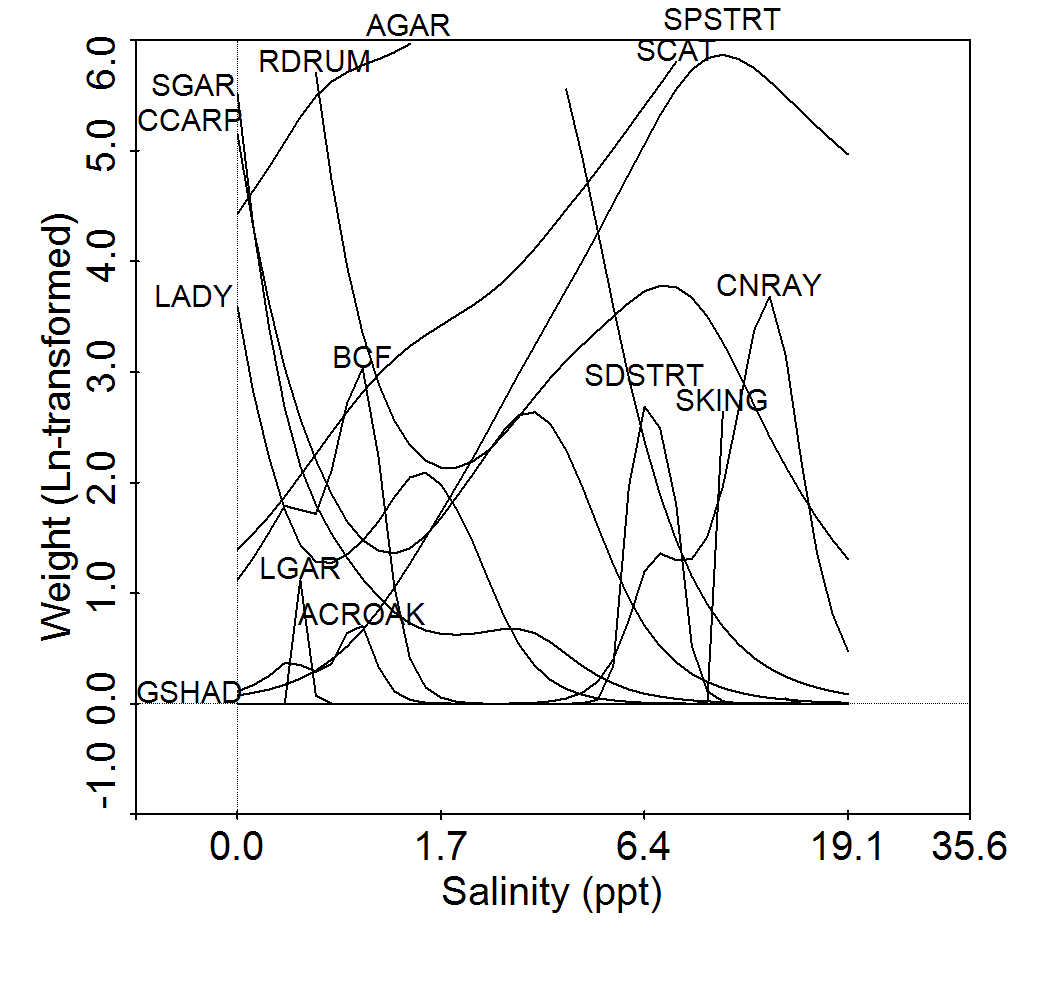 SPSTRT
AGAR
SCAT
RDRUM
SGAR
CCARP
CNRAY
LADY
BCF
SDSTRT
SKING
LGAR
ACROAK
GSHAD
6.0
5.0
4.0
3.0
2.0
1.0
0.0
-1.0
Weight (Ln-transformed)
0.0 1.7 6.4 19.1 35.6
Salinity (ppt)